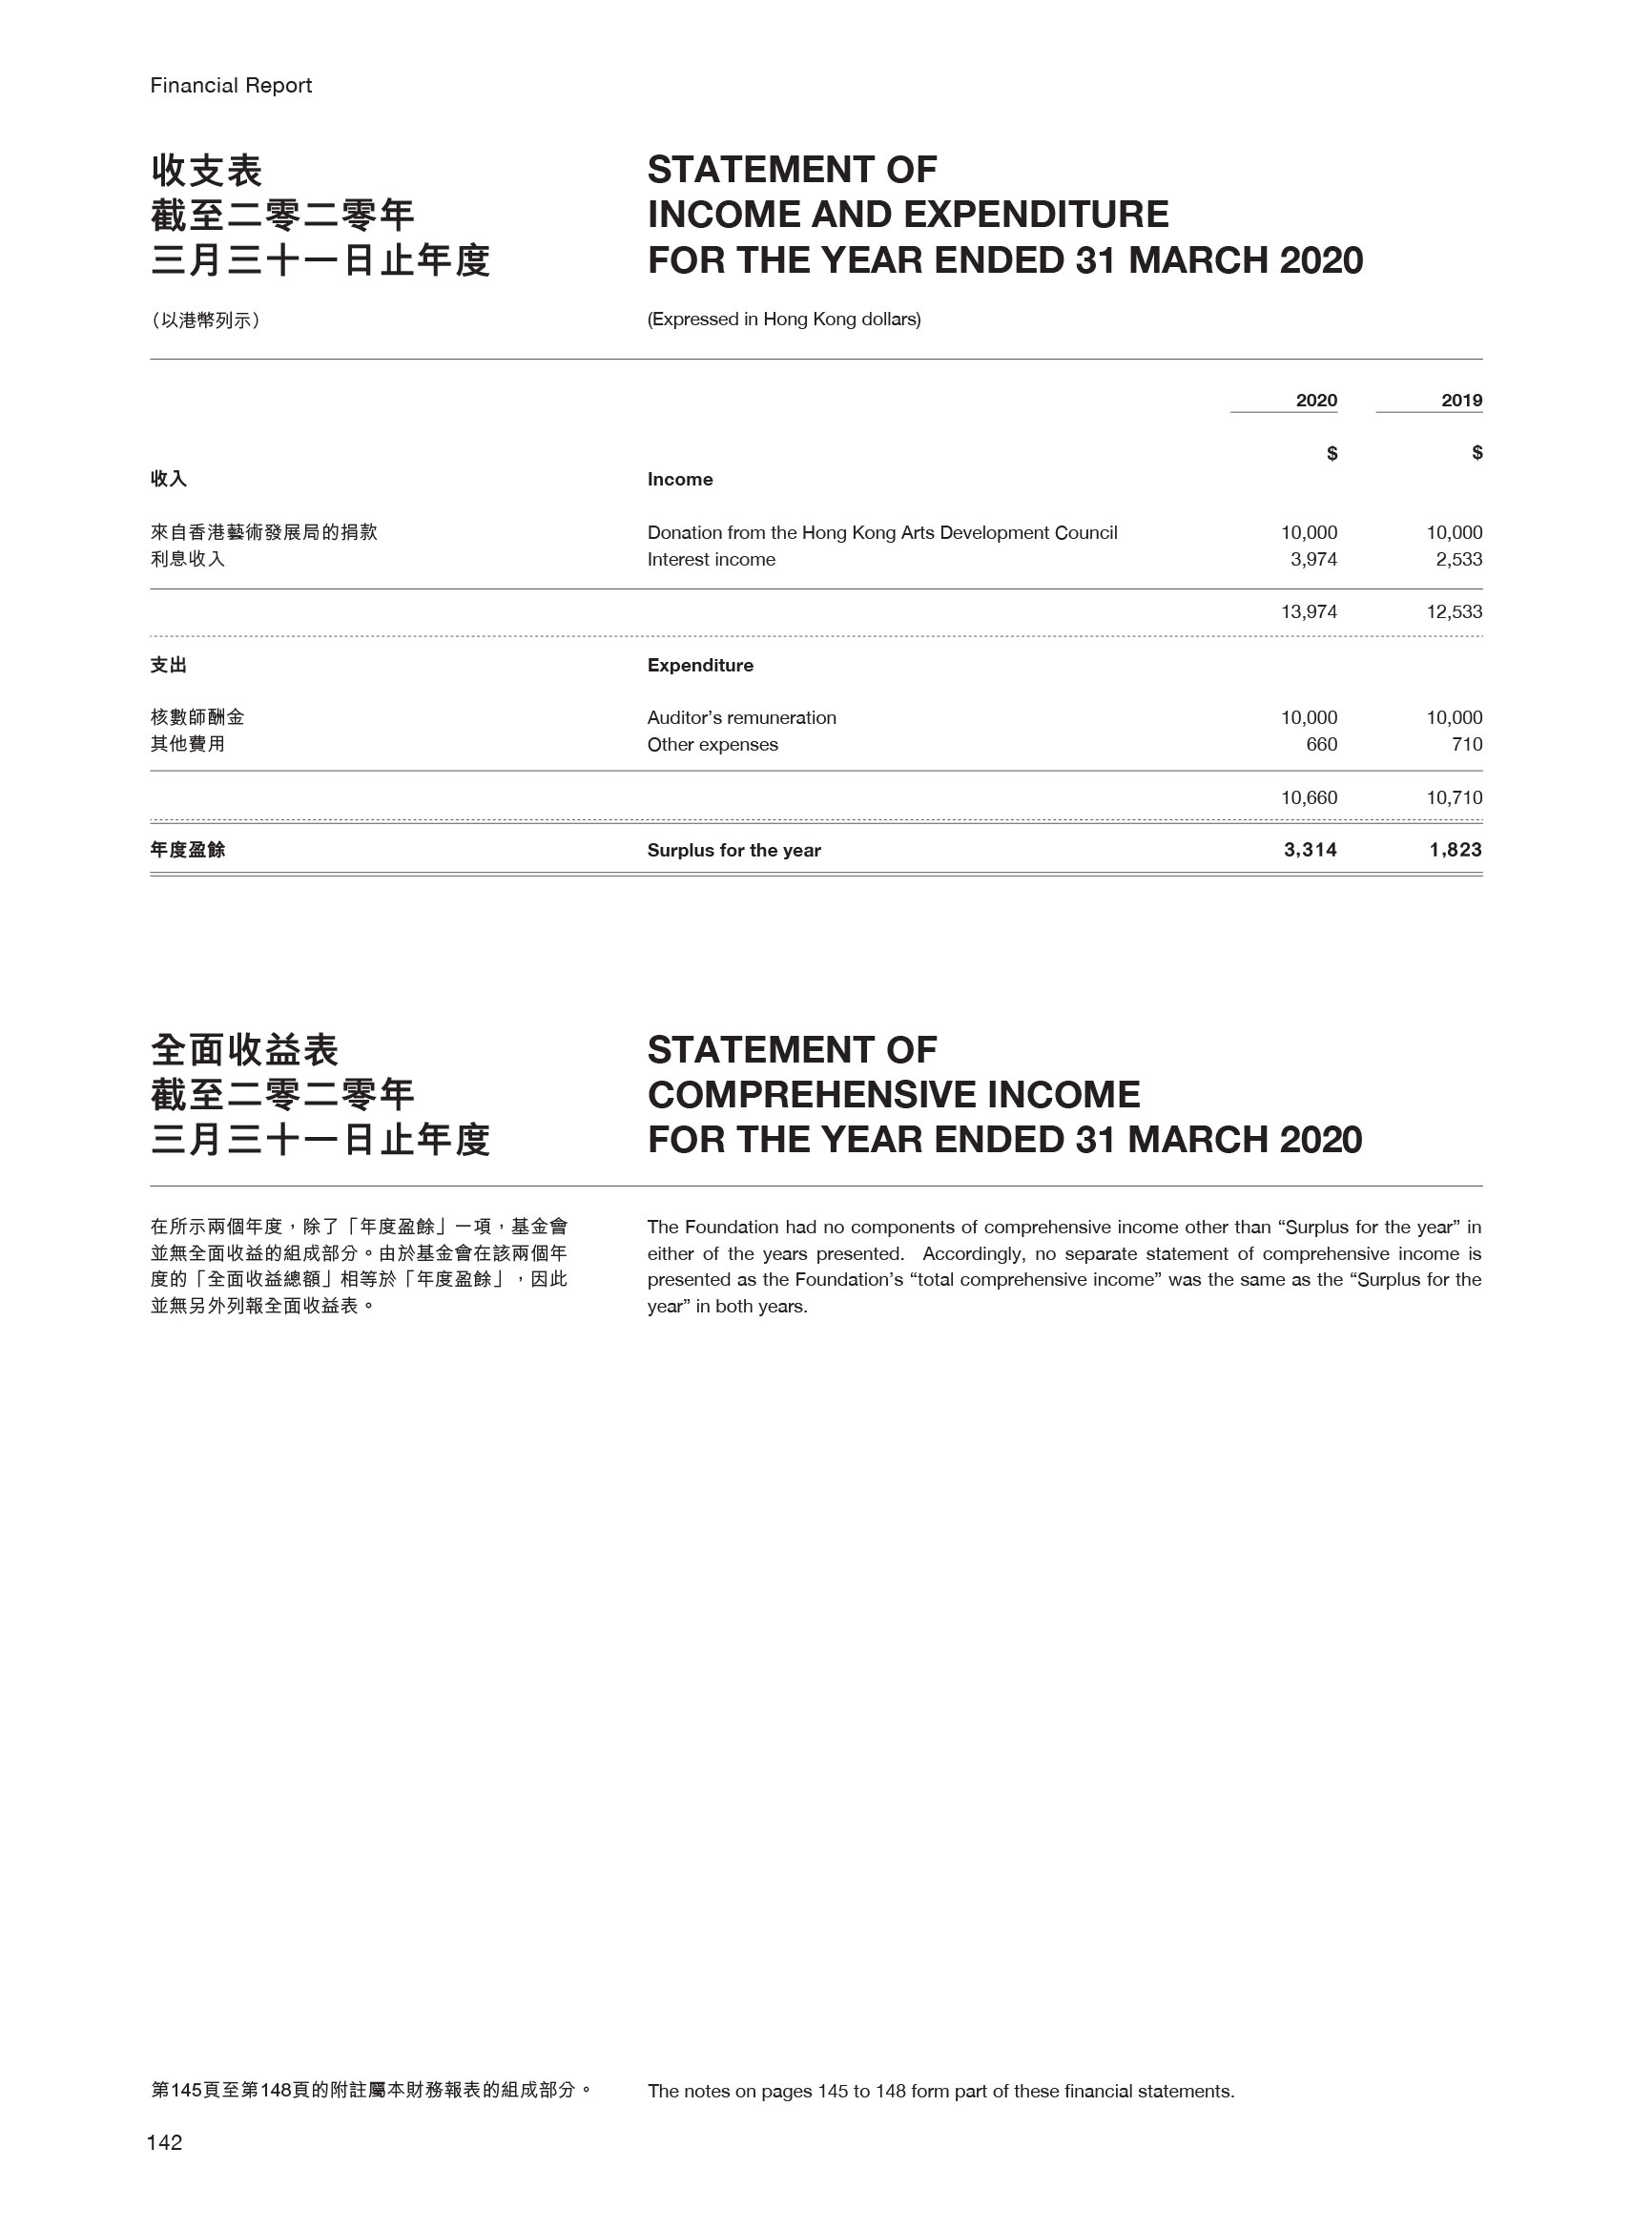 Financial Report
收支表
截至二零二零年
三月三十一日止年度
STATEMENT OF
INCOME AND EXPENDITURE
FOR THE YEAR ENDED 31 MARCH 2020
（以港幣列示）
(Expressed in Hong Kong dollars)
2020 2019
$ $
收入 Income
來自香港藝術發展局的捐款 Donation from the Hong Kong Arts Development Council 10,000 10,000
利息收入 Interest income 3,974 2,533
13,974 12,533
支出 Expenditure
核數師酬金 Auditor’s remuneration 10,000 10,000
其他費用 Other expenses 660 710
10,660 10,710
年度盈餘 Surplus for the year 3,314 1,823
全面收益表
截至二零二零年
三月三十一日止年度
STATEMENT OF
COMPREHENSIVE INCOME
FOR THE YEAR ENDED 31 MARCH 2020
在所示兩個年度，除了「年度盈餘」一項，基金會
並無全面收益的組成部分。由於基金會在該兩個年
度的「全面收益總額」相等於「年度盈餘」，因此
並無另外列報全面收益表。
The Foundation had no components of comprehensive income other than “Surplus for the year” in
either of the years presented. Accordingly, no separate statement of comprehensive income is
presented as the Foundation’s “total comprehensive income” was the same as the “Surplus for the
year” in both years.
第145頁至第148頁的附註屬本財務報表的組成部分。
The notes on pages 145 to 148 form part of these financial statements.
142